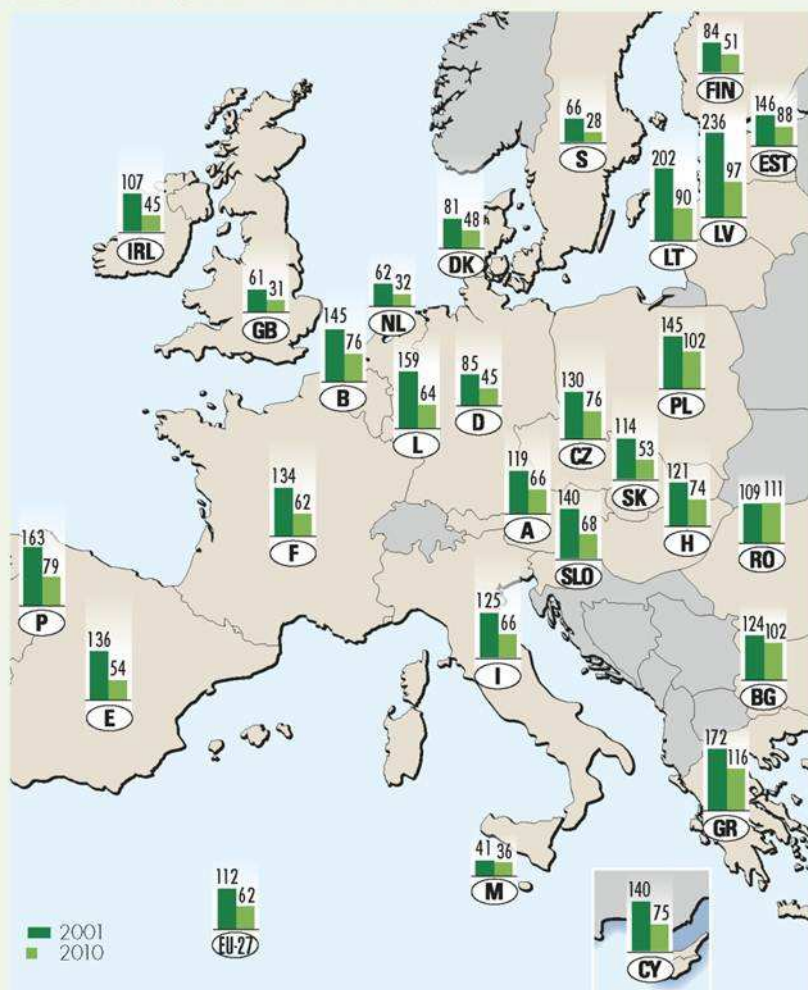 84 51
FIN
66 28
S
146 88
EST
236 97
LV
202 90
LT
107 45
IRL
81 48
DK
61 31
GB
62 32
NL
145 76
B
159 64
L
85 45
D
145 102
PL
130 76
CZ
114 53
SK
134 62
F
119 66
A
140 68
SLO
121 74
H
109 111
RO
163 79
P
136 54
E
125 66
I
124 102
BG
172 116
GR
41 36
M
112 62
EU-27
140 75
CY
2001
2010